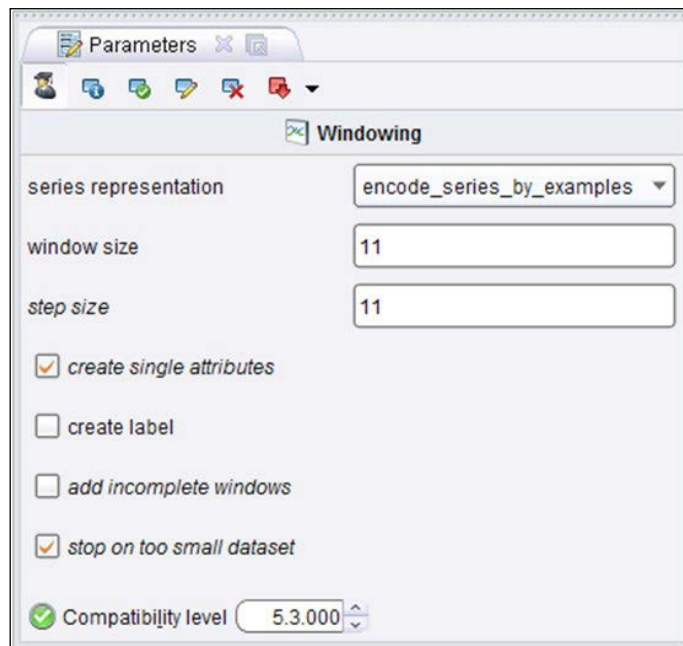 Parameters
Windowing
series representation encode_series_by_examples
window size 11
step size 11
create single attributes
create label
add incomplete windows
stop on too small dataset
Compatibility level 5.3.000